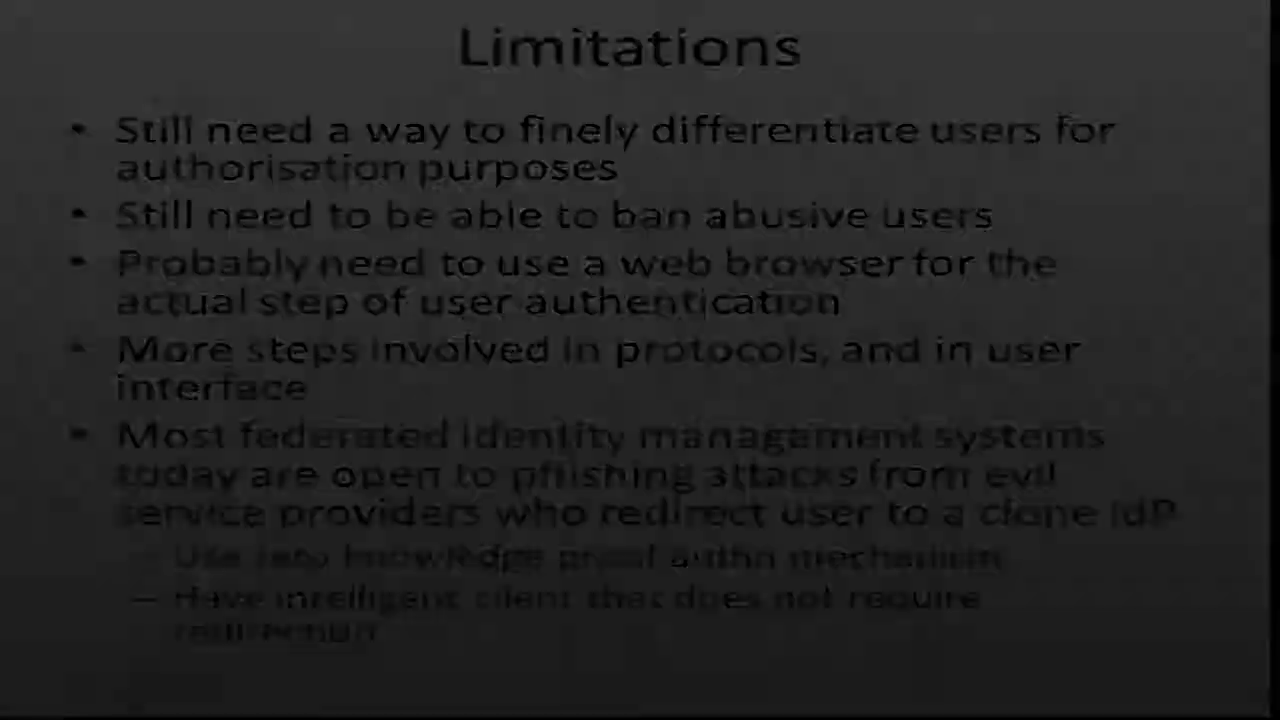 Limitations
• Still need a way to finely differentiate users for
authorisation purposes
• Still need to be able to ban abusive users
• Probably need to use a web browser for the
actual step of user authentication
• More steps involved in protocols, and in user
interface
• Most federated identity management systems
today are open to phishing attacks from evil
service providers who redirect user to a clone IdP
– Use zero knowledge proof authn mechanism
– Have intelligent client that does not require
redirection